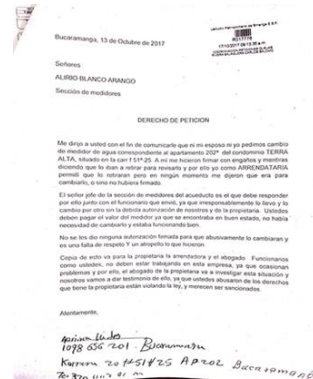 17/10/2017
Bucaramanga, 13 de Octubre de 2017
Señores
ALIRIO BLANCO ARANGO
Sección de medidores
DERECHO DE PETICION
Me dirijo a usted con el fin de comunicarle que ni mi esposo ni yo pedimos cambio
de medidor de agua correspondiente al apartamento 202ª del condominio TERRA
ALTA, situado en la carr f 51ª-25. A mi me hicieron firmar con engaños y mentiras
diciendo que lo iban a retirar para revisarlo y por ello yo como ARRENDATARIA
permití que lo retiraran pero en ningún momento me dijeron que era para
cambiarlo, o sino no hubiera firmado.
El señor jefe de la sección de medidores del acueducto es el que debe responder
por ello junto con el funcionario que envió, ya que irresponsablemente lo llevo y lo
cambio por otro sin la debida autorización de nosotros y de la propietaria. Ustedes
deben pagar el valor del medidor ya que se encontraba en buen estado, no había
necesidad de cambiarlo y estaba funcionando bien.
No se les dio ninguna autorización firmada para que abusivamente lo cambiaran y
es una falta de respeto Y un atropello lo que hicieron.
Copia de esto va para la propietaria la arrendadora y el abogado. Funcionarios
como ustedes, no deben estar trabajando en esta empresa, ya que ocasionan
problemas y por ello, el abogado de la propietaria va a investigar esta situación y
nosotros vamos a dar testimonio de ello, ya que ustedes abusaron de los derechos
que tiene la propietaria están violando la ley, y merecen ser sancionados.
Atentamente,
1098 656 201 Bucaramanga
Karrera 20 #51#25 AP202 Bucaramanga